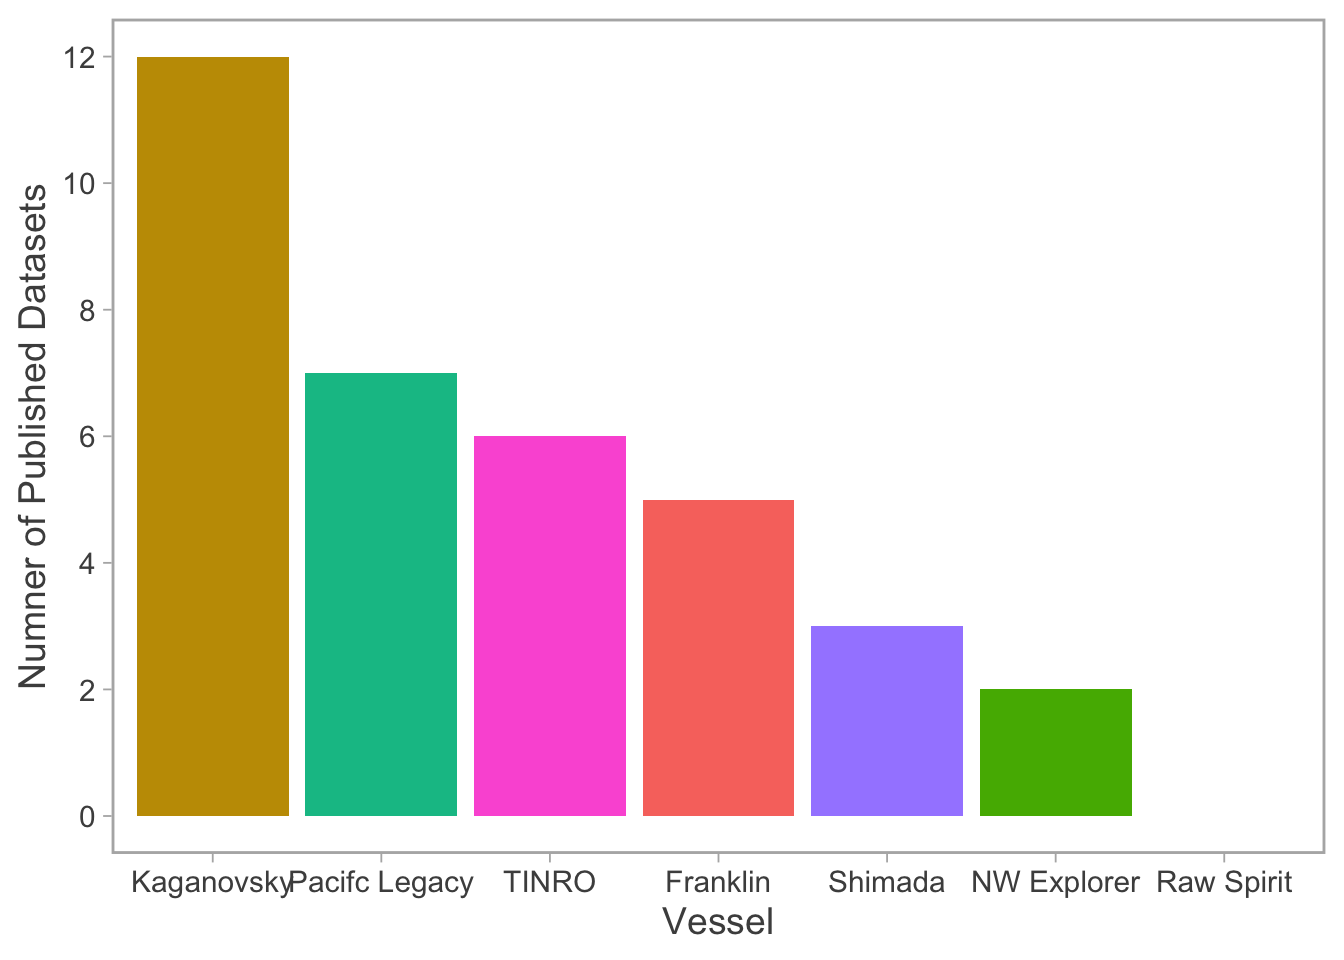 Numner of Published Datasets
12
10
8
6
4
2
0
Kaganovsky Pacifc Legacy TINRO Franklin Shimada NW Explorer Raw Spirit
Vessel